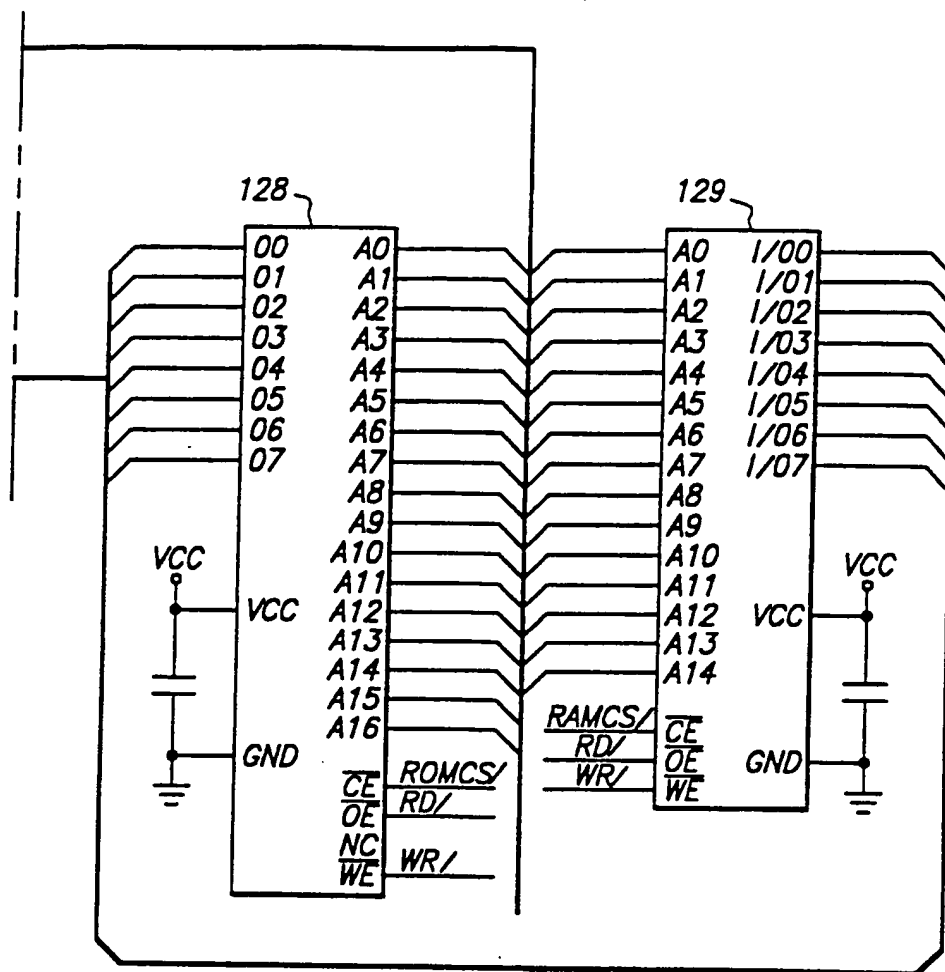 128
00 A0
01 A1
02 A2
03 A3
04 A4
05 A5
06 A6
07 A7
A8
A9
A10
A11
VCC
VCC A12
A13
A14
A15
A16
GND
CE ROMCS/
OE RD/
NC
WE WR/
129
A0 I/00
A1 I/01
A2 I/02
A3 I/03
A4 I/04
A5 I/05
A6 I/06
A7 I/07
A8
A9
A10
A11
VCC
A12 VCC
A13
A14
RAMCS/ CE
RD/ OE GND
WR/ WE